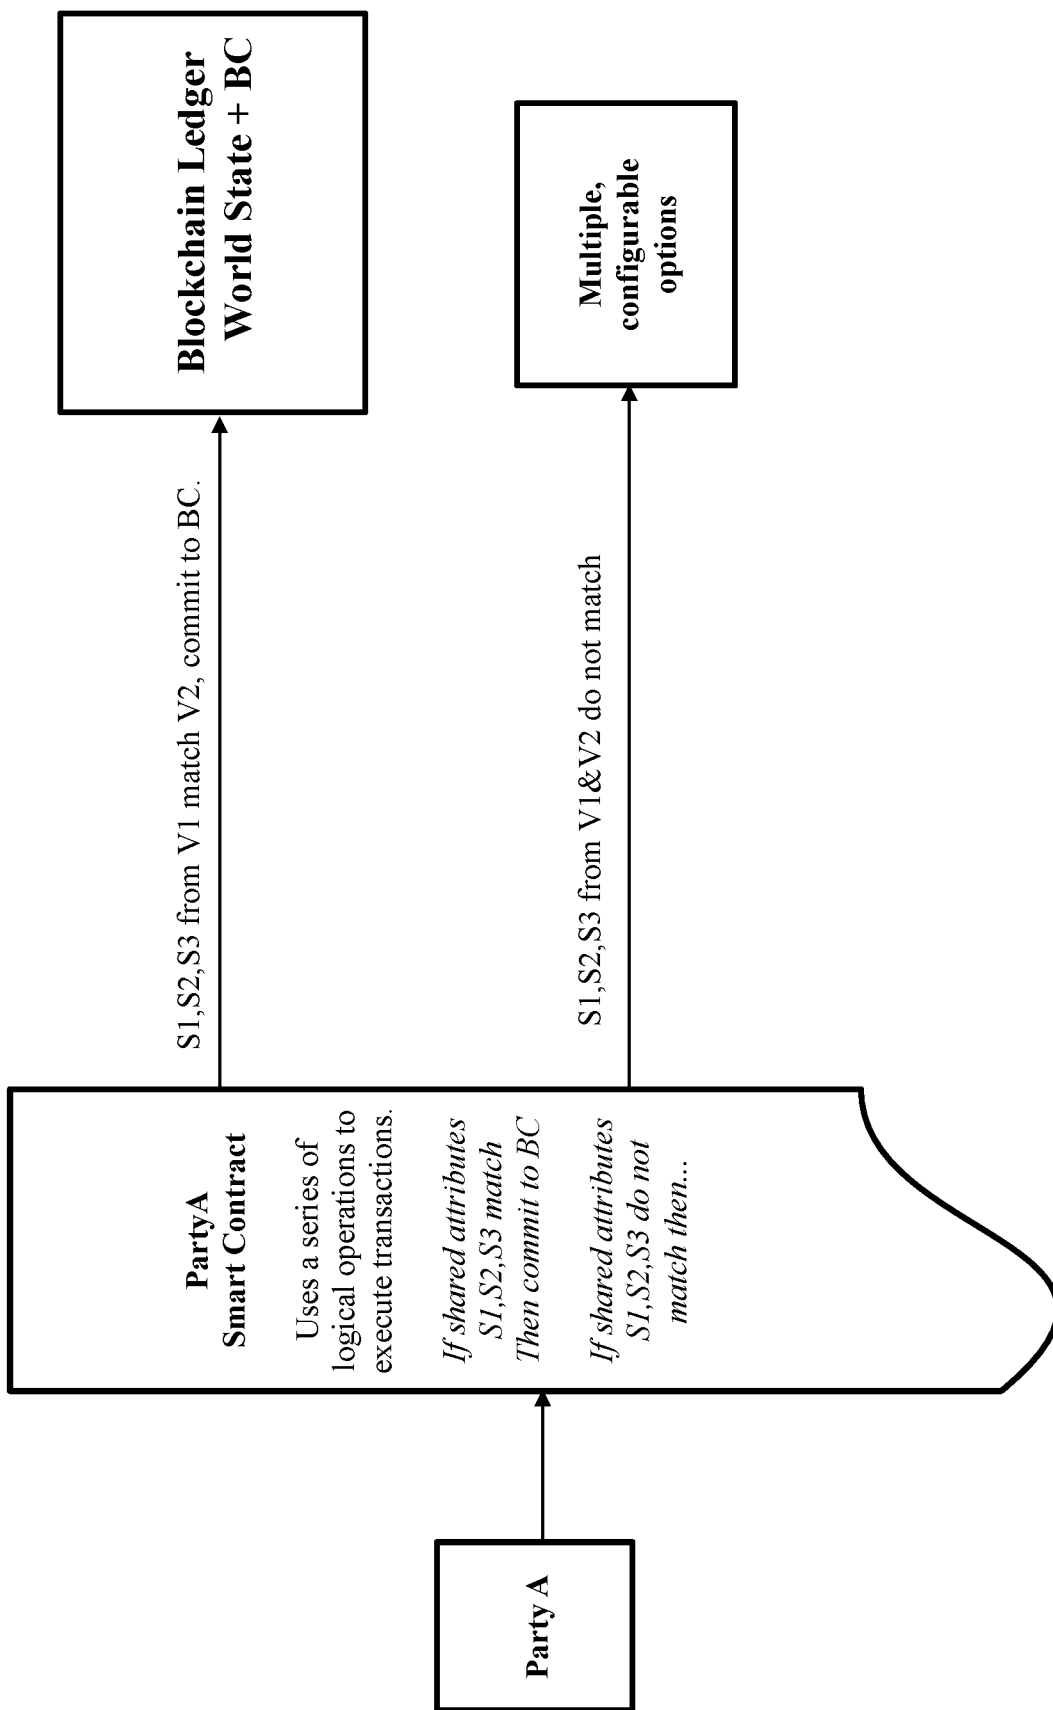 Party A
PartyA
Smart Contract
Uses a series of
logical operations to
execute transactions.
If shared attributes
S1,S2,S3 match
Then commit to BC
If shared attributes
S1,S2,S3 do not
match then...
S1,S2,S3 from V1 match V2, commit to BC.
Blockchain Ledger
World State + BC
S1,S2,S3 from V1&V2 do not match
Multiple,
configurable
options